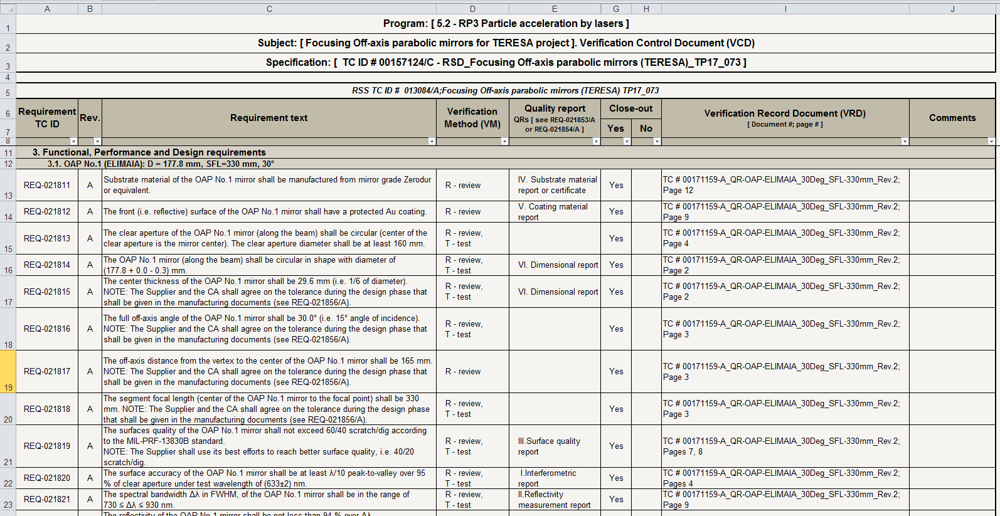 A B C D E G H I J
1 Program: [ 5.2 - RP3 Particle acceleration by lasers ]
2 Subject: [ Focusing Off-axis parabolic mirrors for TERESA project ]. Verification Control Document (VCD)
3 Specification: [ TC ID # 00157124/C - RSD_Focusing Off-axis parabolic mirrors (TERESA)_TP17_073 ]
4
5 RSS TC ID # 013084/A;Focusing Off-axis parabolic mirrors (TERESA) TP17_073
6
7
8
Requirement
TC ID
Rev.
Requirement text
Verification
Method (VM)
Quality report
QRs [ see REQ-021853/A
or REQ-021854/A ]
Close-out
Yes No
Verification Record Document (VRD)
[ Document #; page # ]
Comments
11 3. Functional, Performance and Design requirements
12 3.1. OAP No.1 (ELIMAIA): D = 177.8 mm, SFL=330 mm, 30°
13 REQ-021811 A
Substrate material of the OAP No.1 mirror shall be manufactured from mirror grade Zerodur
or equivalent.
R - review
IV. Substrate material
report or certificate
Yes
TC # 00171159-A_QR-OAP-ELIMAIA_30Deg_SFL-330mm_Rev.2;
Page 12
14 REQ-021812 A
The front (i.e. reflective) surface of the OAP No.1 mirror shall have a protected Au coating.
R - review
V. Coating material
report
Yes
TC # 00171159-A_QR-OAP-ELIMAIA_30Deg_SFL-330mm_Rev.2;
Page 9
15 REQ-021813 A
The clear aperture of the OAP No.1 mirror (along the beam) shall be circular (center of the
clear aperture is the mirror center). The clear aperture diameter shall be at least 160 mm.
R - review,
T - test
Yes
TC # 00171159-A_QR-OAP-ELIMAIA_30Deg_SFL-330mm_Rev.2;
Page 4
16 REQ-021814 A
The OAP No.1 mirror (along the beam) shall be circular in shape with diameter of
(177.8 + 0.0 - 0.3) mm.
R - review,
T - test
VI. Dimensional report
Yes
TC # 00171159-A_QR-OAP-ELIMAIA_30Deg_SFL-330mm_Rev.2;
Page 2
17 REQ-021815 A
The center thickness of the OAP No.1 mirror shall be 29.6 mm (i.e. 1/6 of diameter).
NOTE: The Supplier and the CA shall agree on the tolerance during the design phase that
shall be given in the manufacturing documents (see REQ-021856/A).
R - review,
T - test
VI. Dimensional report
Yes
TC # 00171159-A_QR-OAP-ELIMAIA_30Deg_SFL-330mm_Rev.2;
Page 2
18 REQ-021816 A
The full off-axis angle of the OAP No.1 mirror shall be 30.0° (i.e. 15° angle of incidence).
NOTE: The Supplier and the CA shall agree on the tolerance during the design phase that
shall be given in the manufacturing documents (see REQ-021856/A).
R - review,
T - test
Yes
TC # 00171159-A_QR-OAP-ELIMAIA_30Deg_SFL-330mm_Rev.2;
Page 3
19 REQ-021817 A
The off-axis distance from the vertex to the center of the OAP No.1 mirror shall be 165 mm.
NOTE: The Supplier and the CA shall agree on the tolerance during the design phase that
shall be given in the manufacturing documents (see REQ-021856/A).
R - review
Yes
TC # 00171159-A_QR-OAP-ELIMAIA_30Deg_SFL-330mm_Rev.2;
Page 3
20 REQ-021818 A
The segment focal length (center of the OAP No.1 mirror to the focal point) shall be 330
mm. NOTE: The Supplier and the CA shall agree on the tolerance during the design phase
that shall be given in the manufacturing documents (see REQ-021856/A).
R - review,
T - test
Yes
TC # 00171159-A_QR-OAP-ELIMAIA_30Deg_SFL-330mm_Rev.2;
Page 3
21 REQ-021819 A
The surfaces quality of the OAP No.1 mirror shall not exceed 60/40 scratch/dig according
to the MIL-PRF-13830B standard.
NOTE: The Supplier shall use its best efforts to reach better surface quality, i.e. 40/20
scratch/dig.
R - review,
T - test
III.Surface quality
report
Yes
TC # 00171159-A_QR-OAP-ELIMAIA_30Deg_SFL-330mm_Rev.2;
Pages 7, 8
22 REQ-021820 A
The surface accuracy of the OAP No.1 mirror shall be at least λ/10 peak-to-valley over 95
% of clear aperture under test wavelength of (633±2) nm.
R - review,
T - test
I.Interferometric
report
Yes
TC # 00171159-A_QR-OAP-ELIMAIA_30Deg_SFL-330mm_Rev.2;
Pages 4
23 REQ-021821 A
The spectral bandwidth Δλ in FWHM, of the OAP No.1 mirror shall be in the range of
730 ≤ Δλ ≤ 930 nm.
R - review,
T - test
II.Reflectivity
measurement report
Yes
TC # 00171159-A_QR-OAP-ELIMAIA_30Deg_SFL-330mm_Rev.2;
Page 9
The reflectivity of the OAP No.1 mirror shall be not less than 94 % over Δλ